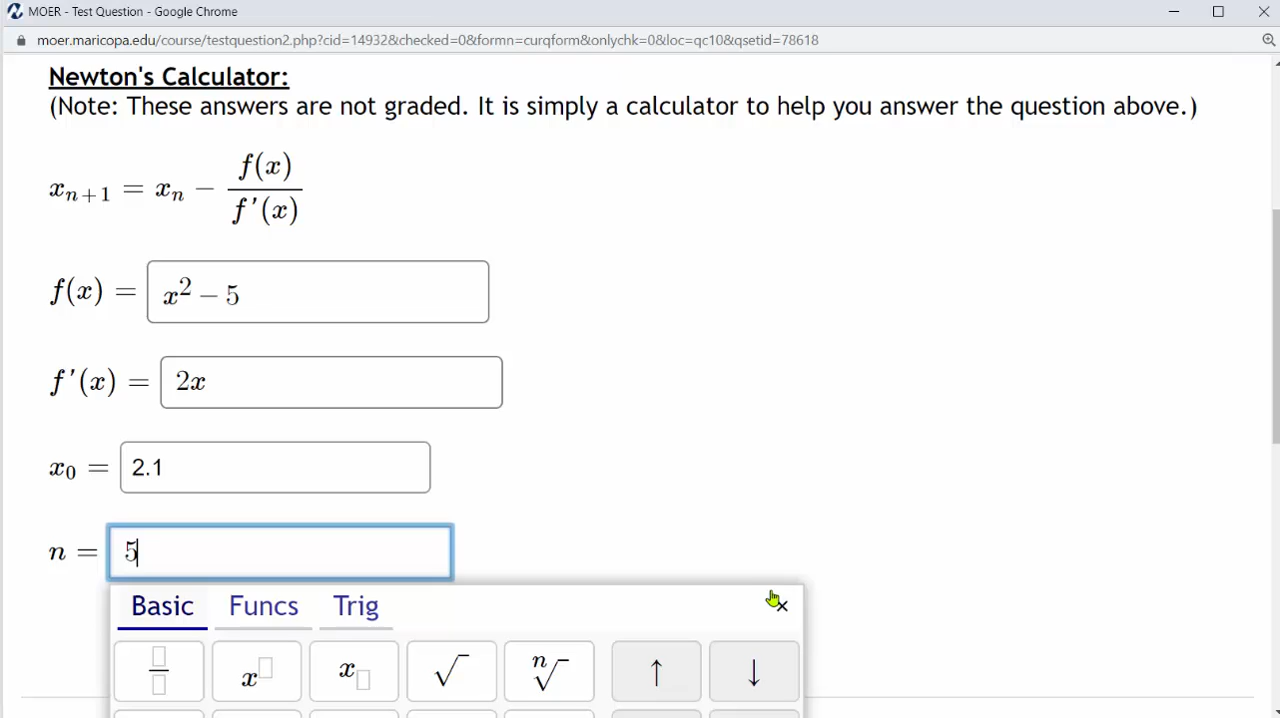 MOER - Test Question - Google Chrome
moer.maricopa.edu/course/testquestion2.php?cid=14932&checked=0&formn=curqform&onlychk=0&loc=qc10&qsetid=78618
Newton's Calculator:
(Note: These answers are not graded. It is simply a calculator to help you answer the question above.)
xₙ₊₁ = xₙ − f(x) / f'(x)
f(x) = x² − 5
f'(x) = 2x
x₀ = 2.1
n = 5
Basic Funcs Trig ×
x□ x□ √ ⁿ√ ↑ ↓